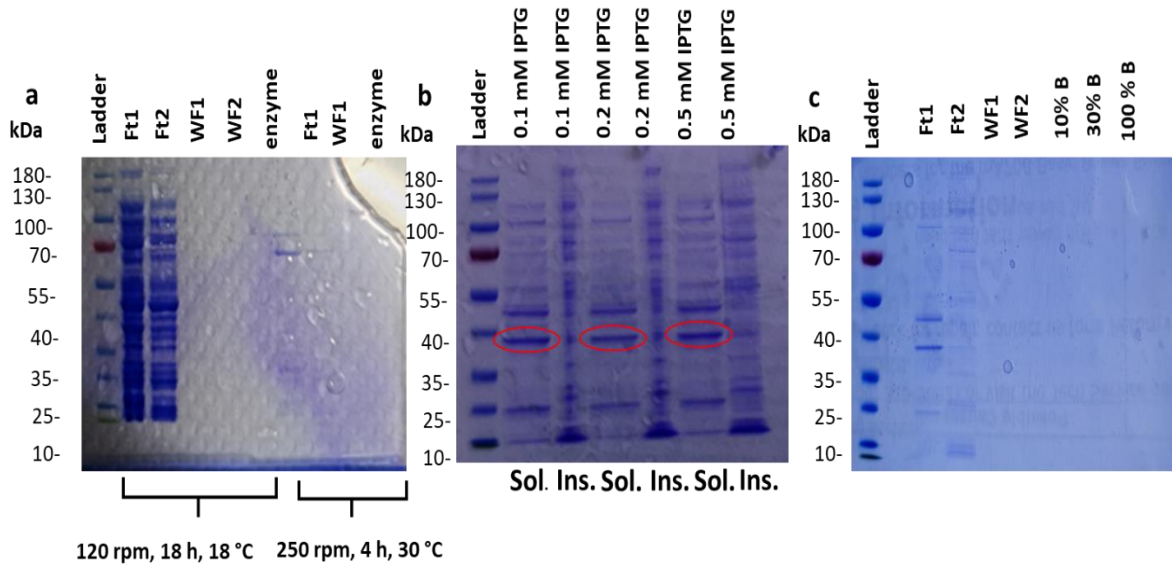 a
kDa
Ladder
Ft1
Ft2
WF1
WF2
enzyme
Ft1
WF1
enzyme
180-
130-
100-
70-
55-
40-
35-
25-
10-
120 rpm, 18 h, 18 °C
250 rpm, 4 h, 30 °C
b
kDa
Ladder
0.1 mM IPTG
0.1 mM IPTG
0.2 mM IPTG
0.2 mM IPTG
0.5 mM IPTG
0.5 mM IPTG
180-
130-
100-
70-
55-
40-
35-
25-
10-
Sol. Ins. Sol. Ins. Sol. Ins.
c
kDa
Ladder
Ft1
Ft2
WF1
WF2
10% B
30% B
100 % B
180-
130-
100-
70-
55-
40-
35-
25-
10-